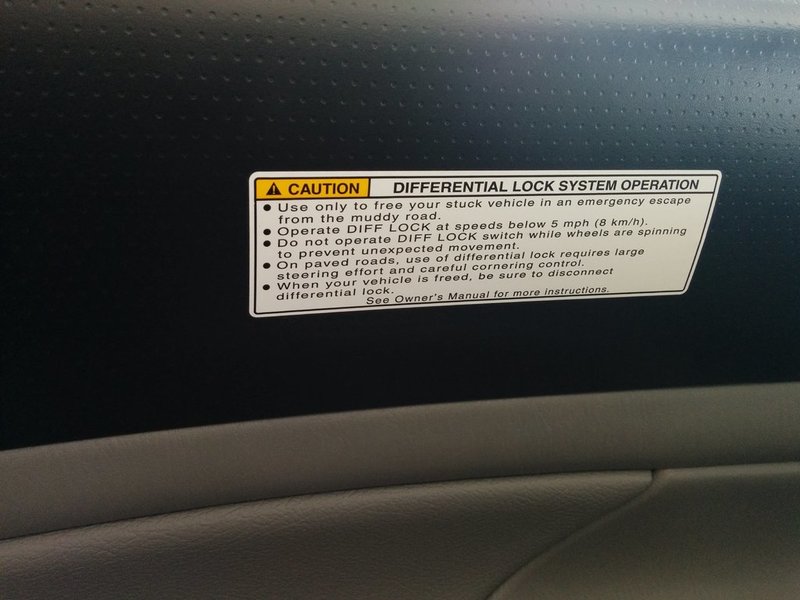 CAUTION DIFFERENTIAL LOCK SYSTEM OPERATION
● Use only to free your stuck vehicle in an emergency escape
from the muddy road.
● Operate DIFF LOCK at speeds below 5 mph (8 km/h).
● Do not operate DIFF LOCK switch while wheels are spinning
to prevent unexpected movement.
● On paved roads, use of differential lock requires large
steering effort and careful cornering control.
● When your vehicle is freed, be sure to disconnect
differential lock.
See Owner's Manual for more instructions.